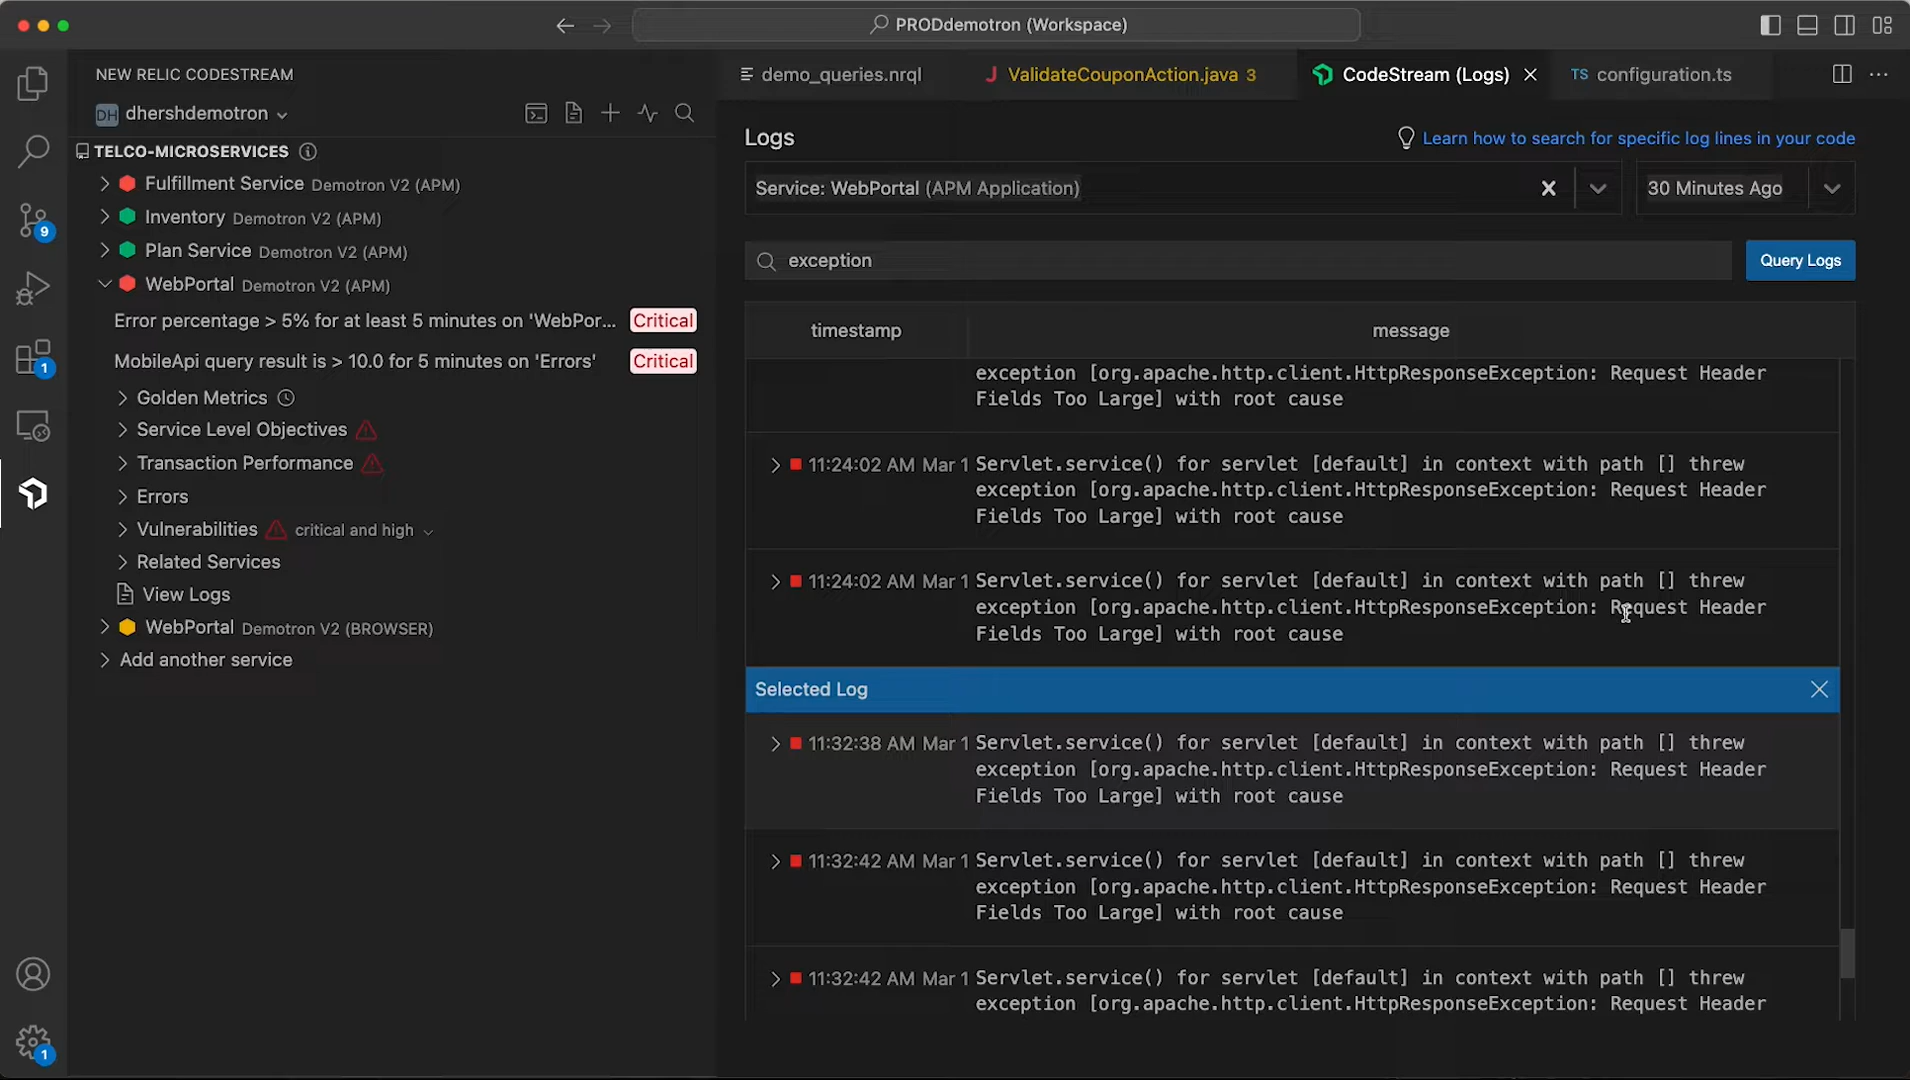 PRODdemotron (Workspace)
NEW RELIC CODESTREAM
DH dhershdemotron
TELCO-MICROSERVICES
Fulfillment Service Demotron V2 (APM)
Inventory Demotron V2 (APM)
Plan Service Demotron V2 (APM)
WebPortal Demotron V2 (APM)
Error percentage > 5% for at least 5 minutes on 'WebPor... Critical
MobileApi query result is > 10.0 for 5 minutes on 'Errors' Critical
Golden Metrics
Service Level Objectives
Transaction Performance
Errors
Vulnerabilities critical and high
Related Services
View Logs
WebPortal Demotron V2 (BROWSER)
Add another service
9
1
1
demo_queries.nrql
J ValidateCouponAction.java 3
CodeStream (Logs)
TS configuration.ts
Logs
Learn how to search for specific log lines in your code
Service: WebPortal (APM Application)
30 Minutes Ago
exception
Query Logs
timestamp message
exception [org.apache.http.client.HttpResponseException: Request Header
Fields Too Large] with root cause
11:24:02 AM Mar 1 Servlet.service() for servlet [default] in context with path [] threw
exception [org.apache.http.client.HttpResponseException: Request Header
Fields Too Large] with root cause
11:24:02 AM Mar 1 Servlet.service() for servlet [default] in context with path [] threw
exception [org.apache.http.client.HttpResponseException: Request Header
Fields Too Large] with root cause
Selected Log
11:32:38 AM Mar 1 Servlet.service() for servlet [default] in context with path [] threw
exception [org.apache.http.client.HttpResponseException: Request Header
Fields Too Large] with root cause
11:32:42 AM Mar 1 Servlet.service() for servlet [default] in context with path [] threw
exception [org.apache.http.client.HttpResponseException: Request Header
Fields Too Large] with root cause
11:32:42 AM Mar 1 Servlet.service() for servlet [default] in context with path [] threw
exception [org.apache.http.client.HttpResponseException: Request Header